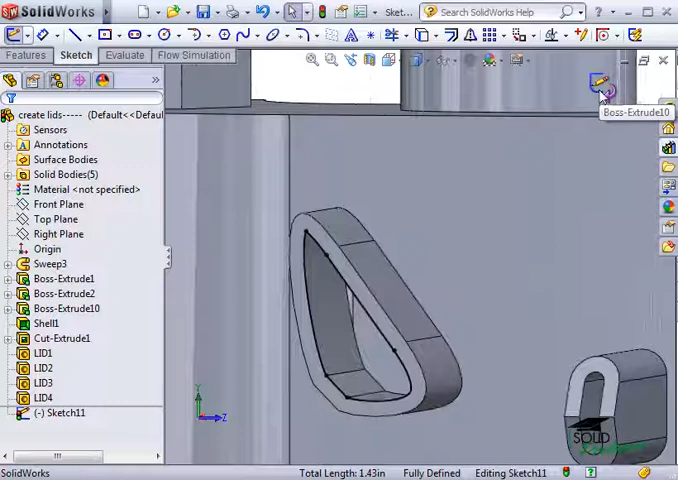 SolidWorks
Sket...
Search SolidWorks Help
Features
Sketch
Evaluate
Flow Simulation
Boss-Extrude10
create lids----- (Default<<Defaul
Sensors
Annotations
Surface Bodies
Solid Bodies(5)
Material <not specified>
Front Plane
Top Plane
Right Plane
Origin
Sweep3
Boss-Extrude1
Boss-Extrude2
Boss-Extrude10
Shell1
Cut-Extrude1
LID1
LID2
LID3
LID4
(-) Sketch11
Y
Z
SOLID
SolidWorks
Total Length: 1.43in
Fully Defined
Editing Sketch11